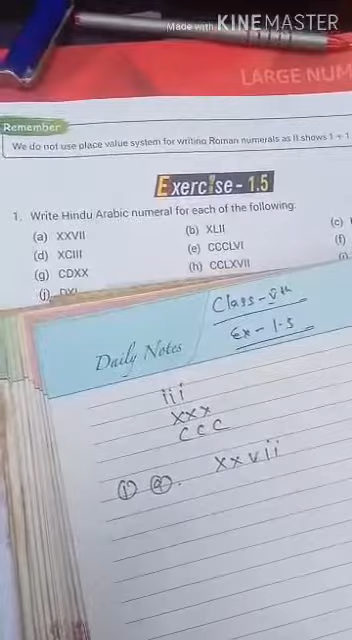 Made with KINEMASTER
LARGE NUM
Remember
We do not use place value system for writing Roman numerals as II shows 1 + 1
Exercise - 1.5
1. Write Hindu Arabic numeral for each of the following.
(a) XXVII (b) XLII (c)
(d) XCIII (e) CCCLVI (f)
(g) CDXX (h) CCLXVII
(j)
Class - Vth
Ex - 1.5
Daily Notes
iii
xxx
ccc
① ⓐ. xxvii